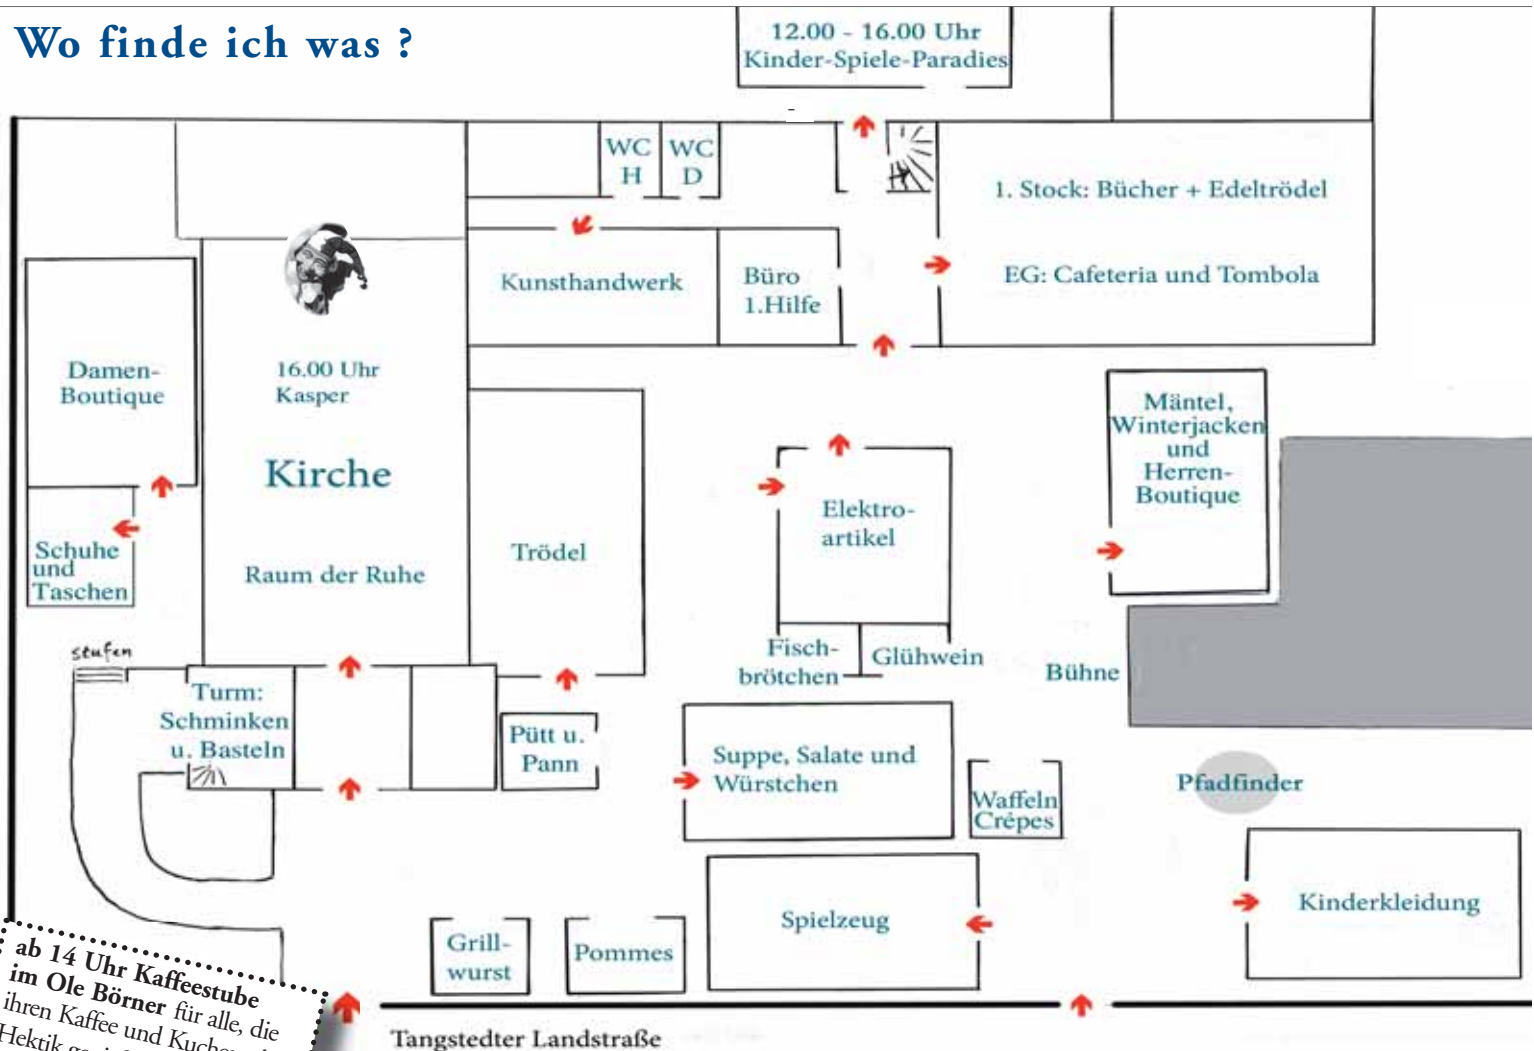 Wo finde ich was ?
12.00 - 16.00 Uhr
Kinder-Spiele-Paradies
WC
H
WC
D
1. Stock: Bücher + Edeltrödel
EG: Cafeteria und Tombola
Kunsthandwerk
Büro
1.Hilfe
Damen-
Boutique
16.00 Uhr
Kasper
Kirche
Raum der Ruhe
Schuhe
und
Taschen
Trödel
Elektro-
artikel
Mäntel,
Winterjacken
und
Herren-
Boutique
Fisch-
brötchen
Glühwein
Bühne
stufen
Turm:
Schminken
u. Basteln
Pütt u.
Pann
Suppe, Salate und
Würstchen
Waffeln
Crêpes
Pfadfinder
Kinderkleidung
Spielzeug
Grill-
wurst
Pommes
ab 14 Uhr Kaffeestube
im Ole Börner für alle, die
ihren Kaffee und
Hektik
Tangstedter Landstraße